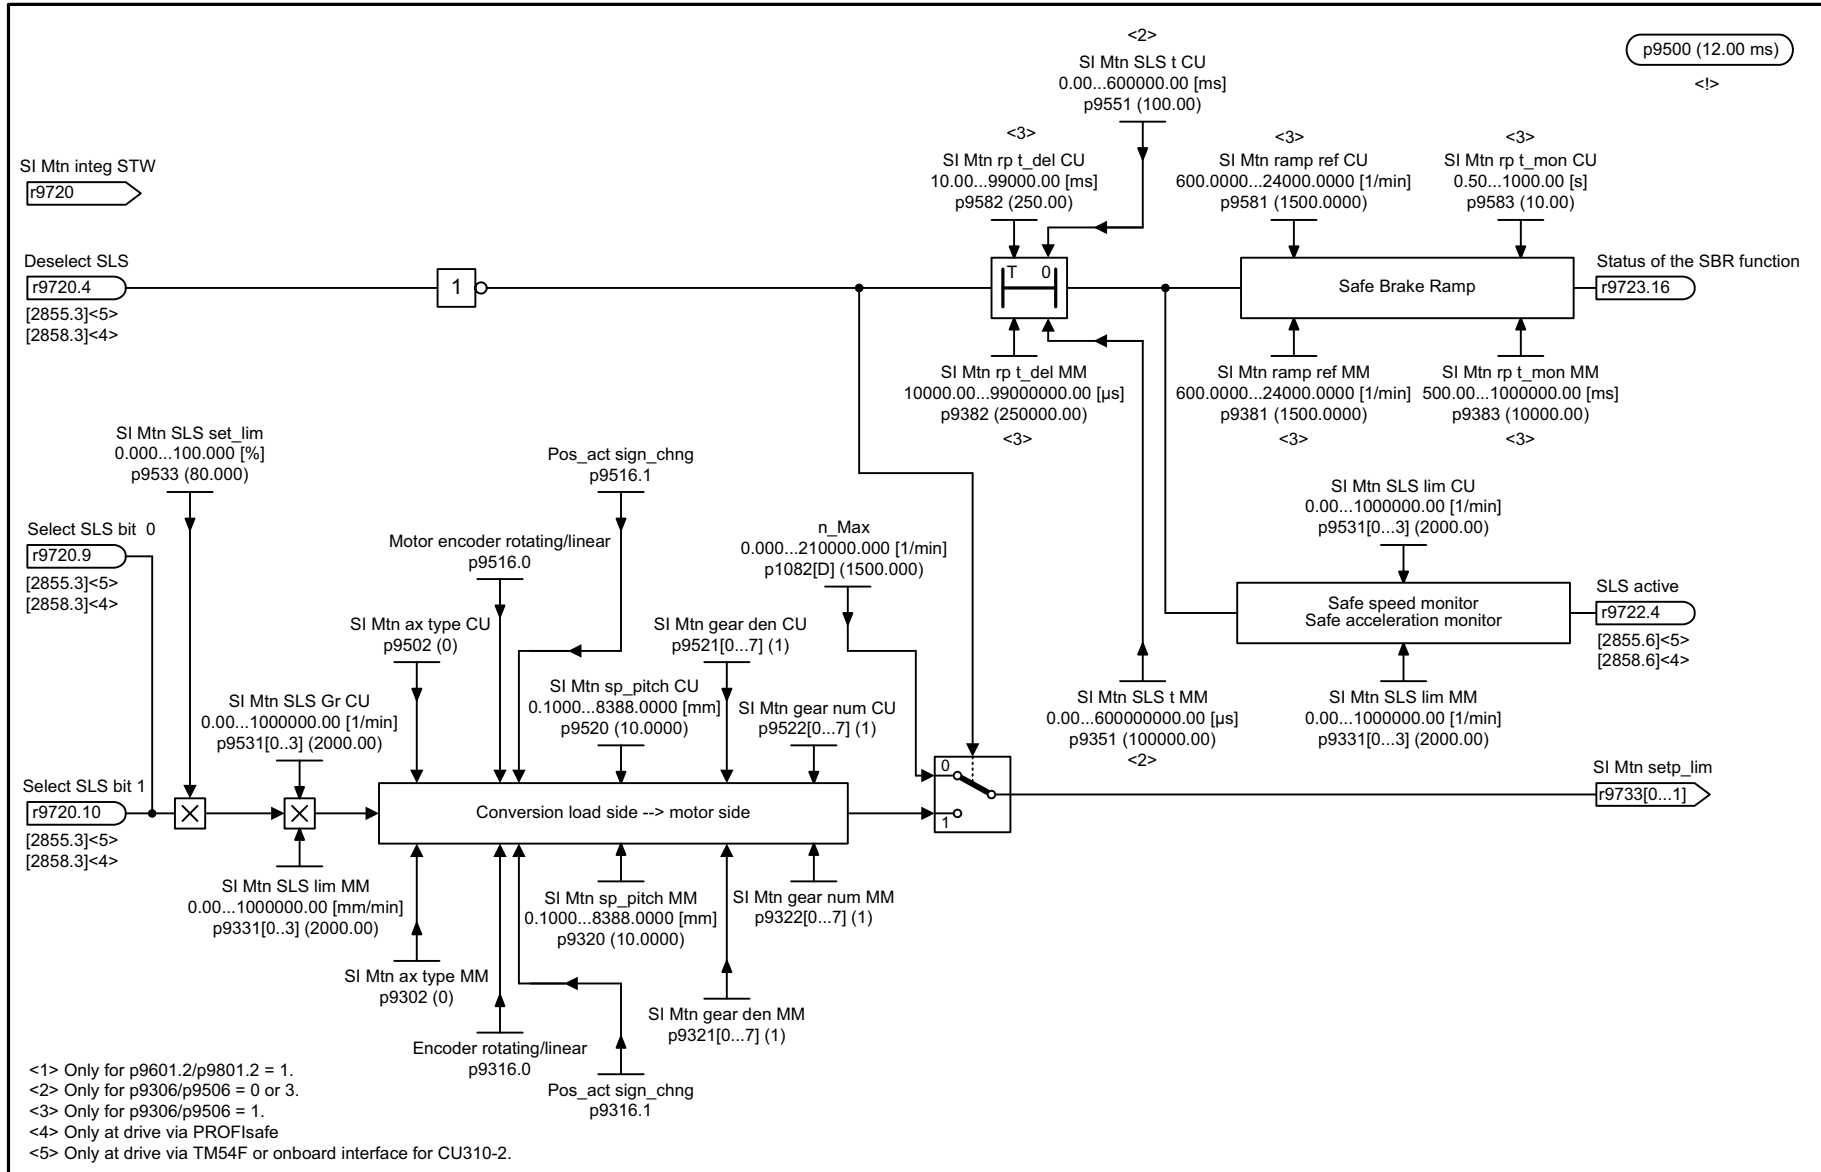 <2>
SI Mtn SLS t CU
0.00...600000.00 [ms]
p9551 (100.00)
p9500 (12.00 ms)
<!>
SI Mtn integ STW
r9720
<3>
SI Mtn rp t_del CU
10.00...99000.00 [ms]
p9582 (250.00)
<3>
SI Mtn ramp ref CU
600.0000...24000.0000 [1/min]
p9581 (1500.0000)
<3>
SI Mtn rp t_mon CU
0.50...1000.00 [s]
p9583 (10.00)
Deselect SLS
r9720.4
[2855.3]<5>
[2858.3]<4>
1
T 0
Safe Brake Ramp
Status of the SBR function
r9723.16
SI Mtn rp t_del MM
10000.00...99000000.00 [µs]
p9382 (250000.00)
<3>
SI Mtn ramp ref MM
600.0000...24000.0000 [1/min]
p9381 (1500.0000)
<3>
SI Mtn rp t_mon MM
500.00...1000000.00 [ms]
p9383 (10000.00)
<3>
SI Mtn SLS set_lim
0.000...100.000 [%]
p9533 (80.000)
Pos_act sign_chng
p9516.1
Select SLS bit 0
r9720.9
[2855.3]<5>
[2858.3]<4>
Motor encoder rotating/linear
p9516.0
n_Max
0.000...210000.000 [1/min]
p1082[D] (1500.000)
SI Mtn SLS lim CU
0.00...1000000.00 [1/min]
p9531[0...3] (2000.00)
Safe speed monitor
Safe acceleration monitor
SLS active
r9722.4
[2855.6]<5>
[2858.6]<4>
SI Mtn ax type CU
p9502 (0)
SI Mtn gear den CU
p9521[0...7] (1)
SI Mtn SLS Gr CU
0.00...1000000.00 [1/min]
p9531[0..3] (2000.00)
SI Mtn sp_pitch CU
0.1000...8388.0000 [mm]
p9520 (10.0000)
SI Mtn gear num CU
p9522[0...7] (1)
SI Mtn SLS t MM
0.00...600000000.00 [µs]
p9351 (100000.00)
<2>
SI Mtn SLS lim MM
0.00...1000000.00 [1/min]
p9331[0...3] (2000.00)
Select SLS bit 1
r9720.10
[2855.3]<5>
[2858.3]<4>
Conversion load side --> motor side
0
1
SI Mtn setp_lim
r9733[0...1]
SI Mtn SLS lim MM
0.00...1000000.00 [mm/min]
p9331[0..3] (2000.00)
SI Mtn sp_pitch MM
0.1000...8388.0000 [mm]
p9320 (10.0000)
SI Mtn gear num MM
p9322[0...7] (1)
SI Mtn ax type MM
p9302 (0)
SI Mtn gear den MM
p9321[0...7] (1)
Encoder rotating/linear
p9316.0
Pos_act sign_chng
p9316.1
<1> Only for p9601.2/p9801.2 = 1.
<2> Only for p9306/p9506 = 0 or 3.
<3> Only for p9306/p9506 = 1.
<4> Only at drive via PROFIsafe
<5> Only at drive via TM54F or onboard interface for CU310-2.